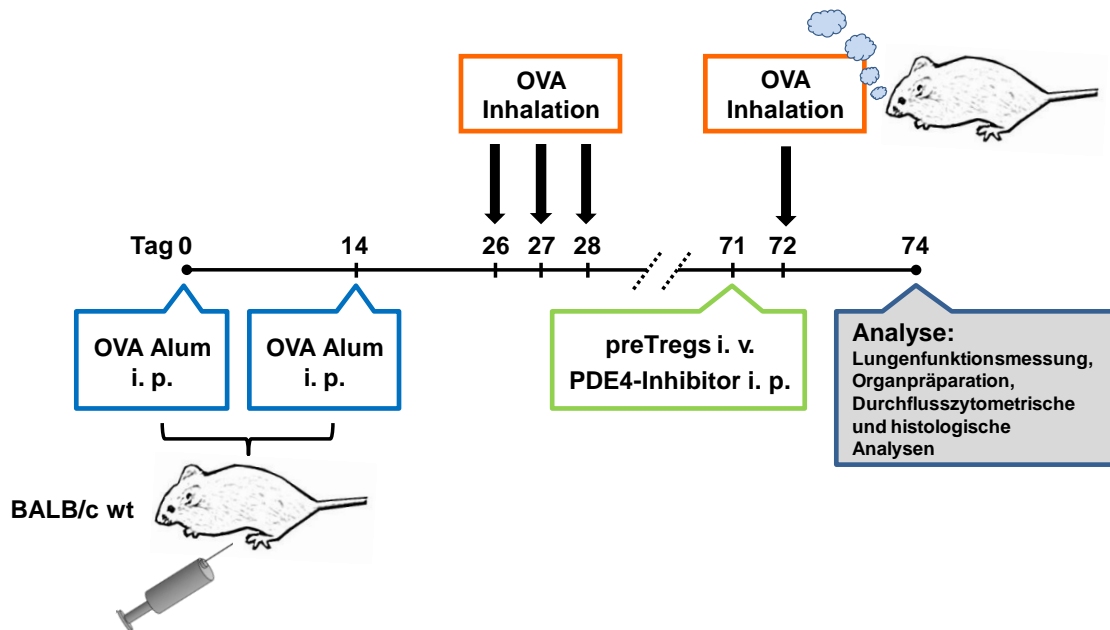 OVA
Inhalation
OVA
Inhalation
Tag 0 14 26 27 28 71 72 74
OVA Alum
i. p.
OVA Alum
i. p.
preTregs i. v.
PDE4-Inhibitor i. p.
Analyse:
Lungenfunktionsmessung,
Organpräparation,
Durchflusszytometrische
und histologische
Analysen
BALB/c wt